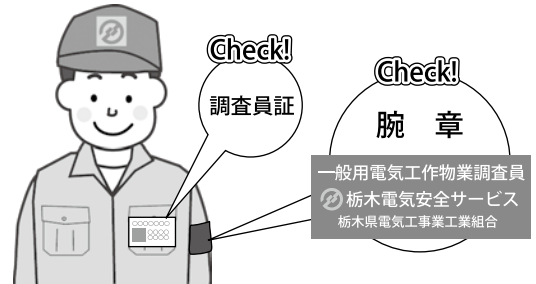 Check!
調査員証
Check!
腕 章
一般用電気工作物業調査員
栃木電気安全サービス
栃木県電気工事業工業組合